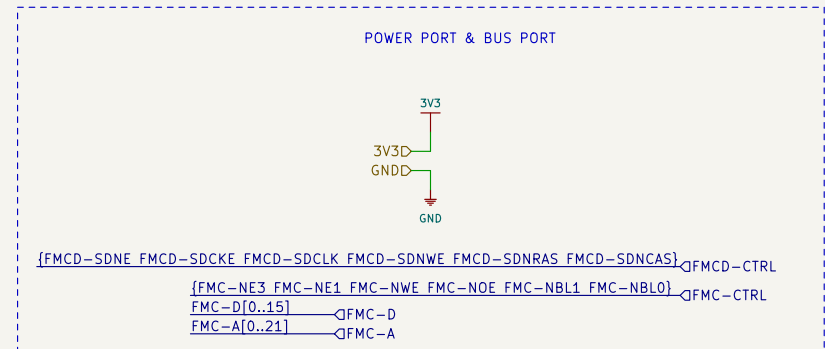 POWER PORT & BUS PORT
3V3
3V3
GND
GND
{FMCD-SDNE FMCD-SDCKE FMCD-SDCLK FMCD-SDNWE FMCD-SDNRAS FMCD-SDNCAS} FMCD-CTRL
{FMC-NE3 FMC-NE1 FMC-NWE FMC-NOE FMC-NBL1 FMC-NBL0} FMC-CTRL
FMC-D[0..15] FMC-D
FMC-A[0..21] FMC-A